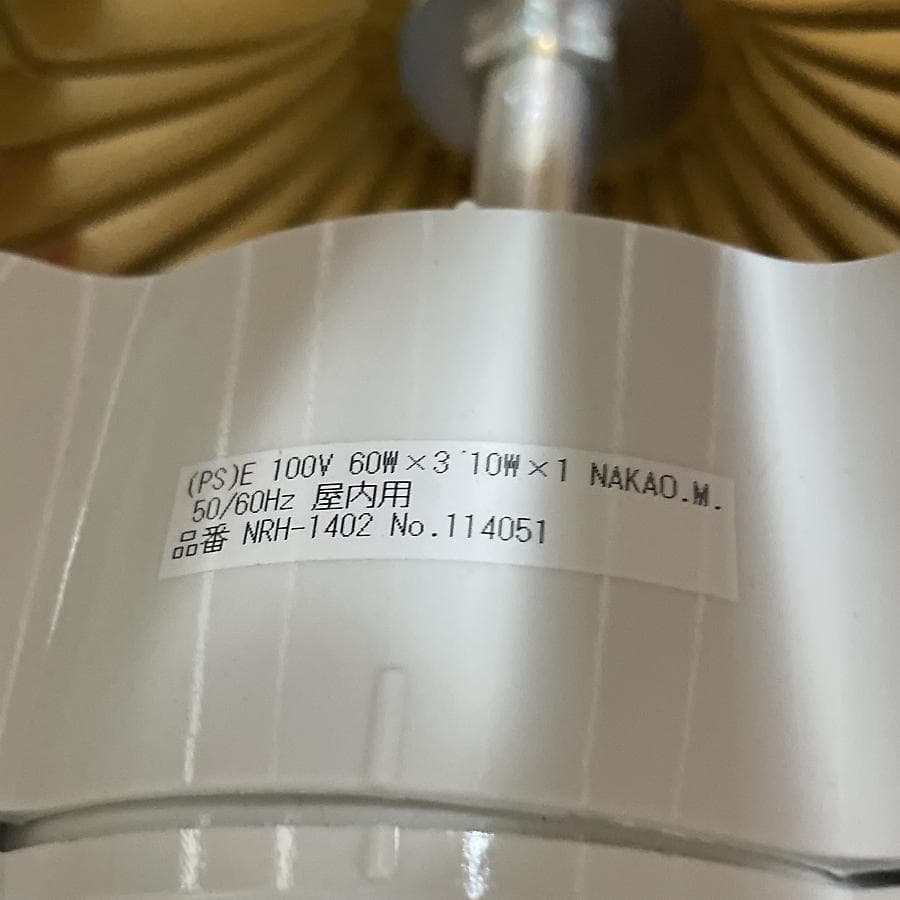 (PS)E 100V 60W×3 10W×1 NAKAO.M.
50/60Hz 屋内用
品番 NRH-1402 No.114051